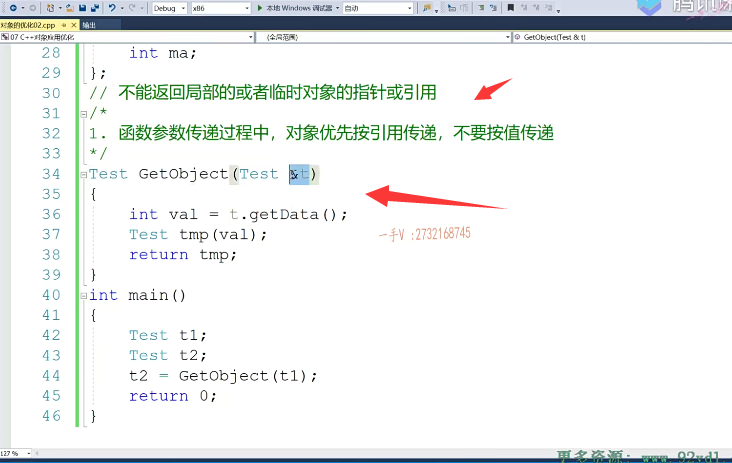 Debug
x86
本地 Windows 调试器
自动
对象的优化02.cpp
输出
07 C++对象应用优化
(全局范围)
GetObject(Test & t)
28 int ma;
29 };
30 // 不能返回局部的或者临时对象的指针或引用
31 /*
32 1. 函数参数传递过程中，对象优先按引用传递，不要按值传递
33 */
34 Test GetObject(Test &t)
35 {
36 int val = t.getData();
37 Test tmp(val);
38 return tmp;
39 }
40 int main()
41 {
42 Test t1;
43 Test t2;
44 t2 = GetObject(t1);
45 return 0;
46 }
一手V :2732168745
127 %